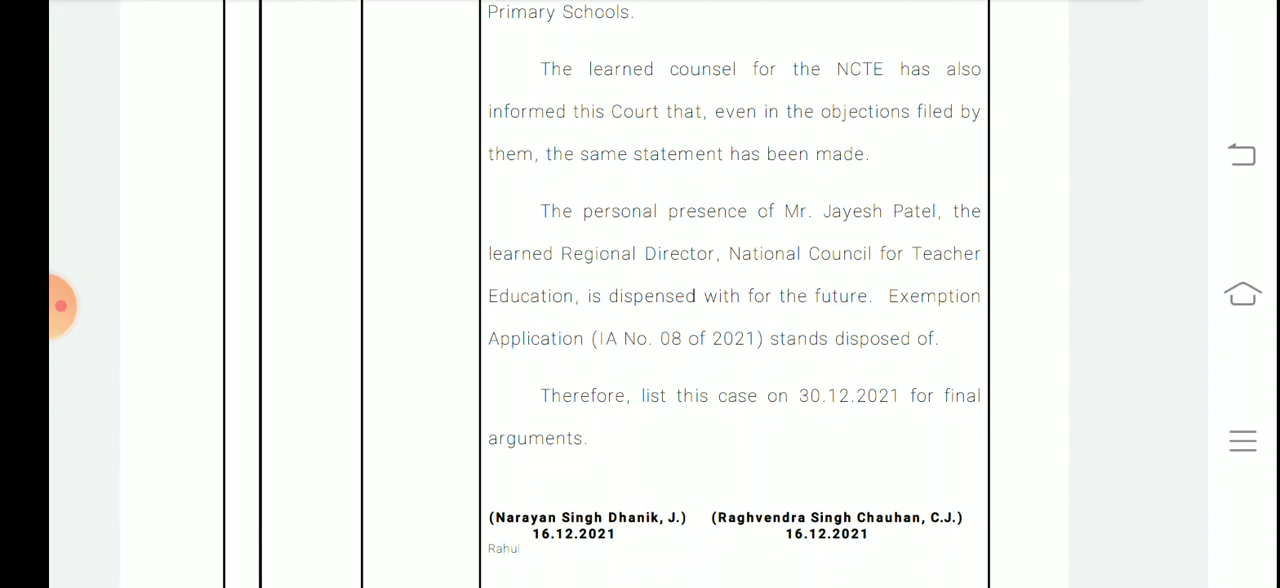 Primary Schools.
The learned counsel for the NCTE has also
informed this Court that, even in the objections filed by
them, the same statement has been made.
The personal presence of Mr. Jayesh Patel, the
learned Regional Director, National Council for Teacher
Education, is dispensed with for the future. Exemption
Application (IA No. 08 of 2021) stands disposed of.
Therefore, list this case on 30.12.2021 for final
arguments.
(Narayan Singh Dhanik, J.) (Raghvendra Singh Chauhan, C.J.)
16.12.2021 16.12.2021
Rahul